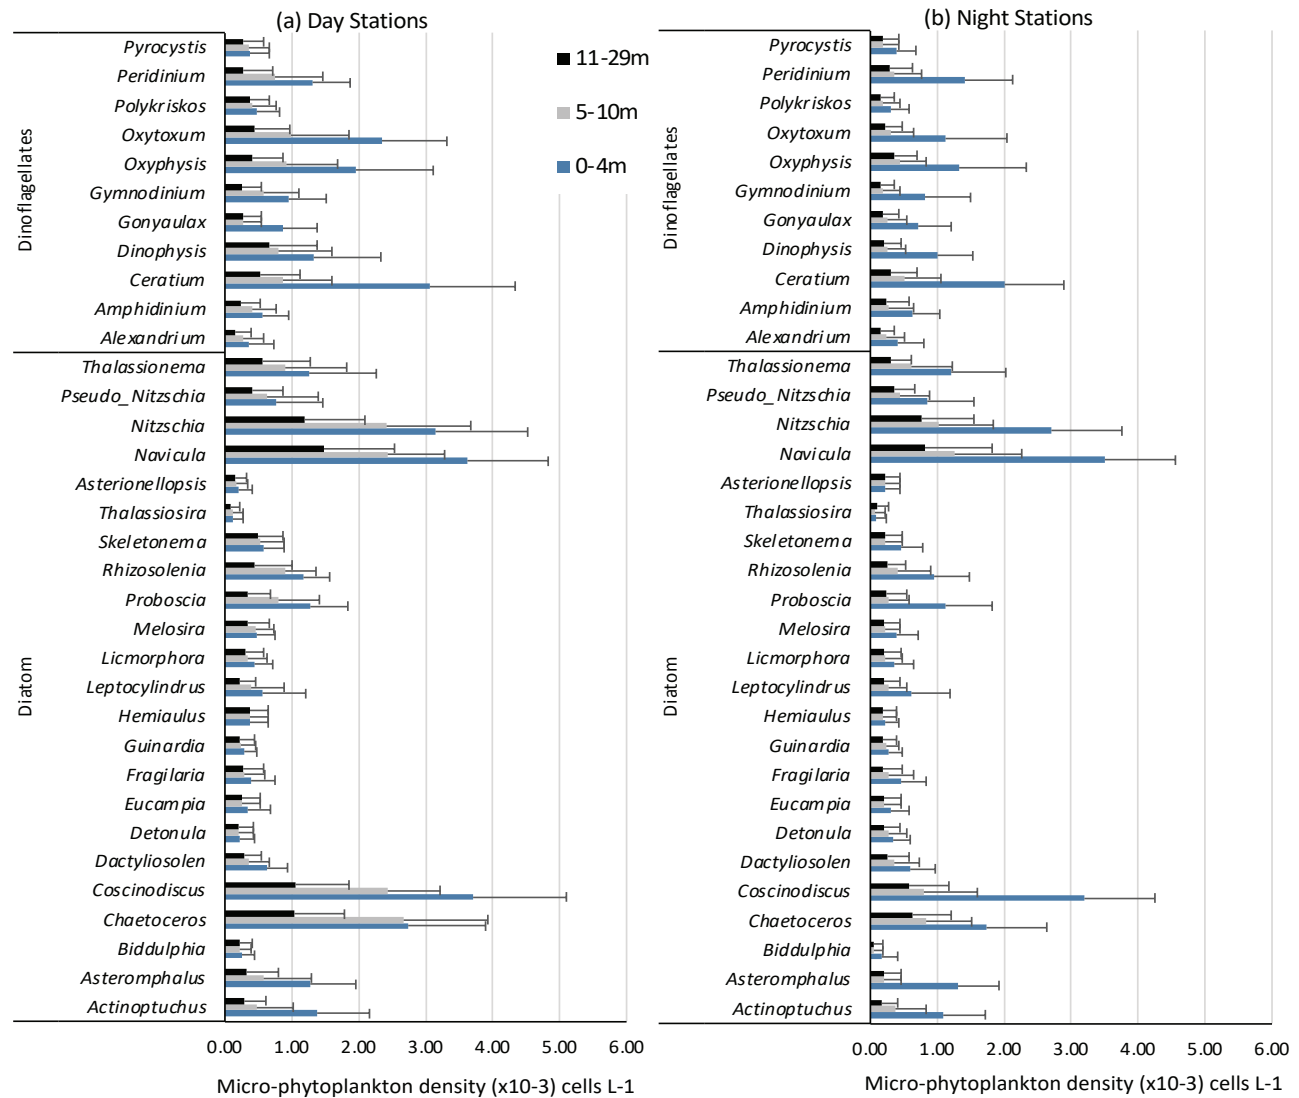 (a) Day Stations
Dinoflagellates
Pyrocystis
Peridinium
Polykriskos
Oxytoxum
Oxyphysis
Gymnodinium
Gonyaulax
Dinophysis
Ceratium
Amphidinium
Alexandrium
Diatom
Thalassionema
Pseudo_Nitzschia
Nitzschia
Navicula
Asterionellopsis
Thalassiosira
Skeletonema
Rhizosolenia
Proboscia
Melosira
Licmorphora
Leptocylindrus
Hemiaulus
Guinardia
Fragilaria
Eucampia
Detonula
Dactyliosolen
Coscinodiscus
Chaetoceros
Biddulphia
Asteromphalus
Actinoptuchus
11-29m
5-10m
0-4m
0.00 1.00 2.00 3.00 4.00 5.00 6.00
Micro-phytoplankton density (x10-3) cells L-1
(b) Night Stations
Dinoflagellates
Pyrocystis
Peridinium
Polykriskos
Oxytoxum
Oxyphysis
Gymnodinium
Gonyaulax
Dinophysis
Ceratium
Amphidinium
Alexandrium
Diatom
Thalassionema
Pseudo_Nitzschia
Nitzschia
Navicula
Asterionellopsis
Thalassiosira
Skeletonema
Rhizosolenia
Proboscia
Melosira
Licmorphora
Leptocylindrus
Hemiaulus
Guinardia
Fragilaria
Eucampia
Detonula
Dactyliosolen
Coscinodiscus
Chaetoceros
Biddulphia
Asteromphalus
Actinoptuchus
0.00 1.00 2.00 3.00 4.00 5.00 6.00
Micro-phytoplankton density (x10-3) cells L-1